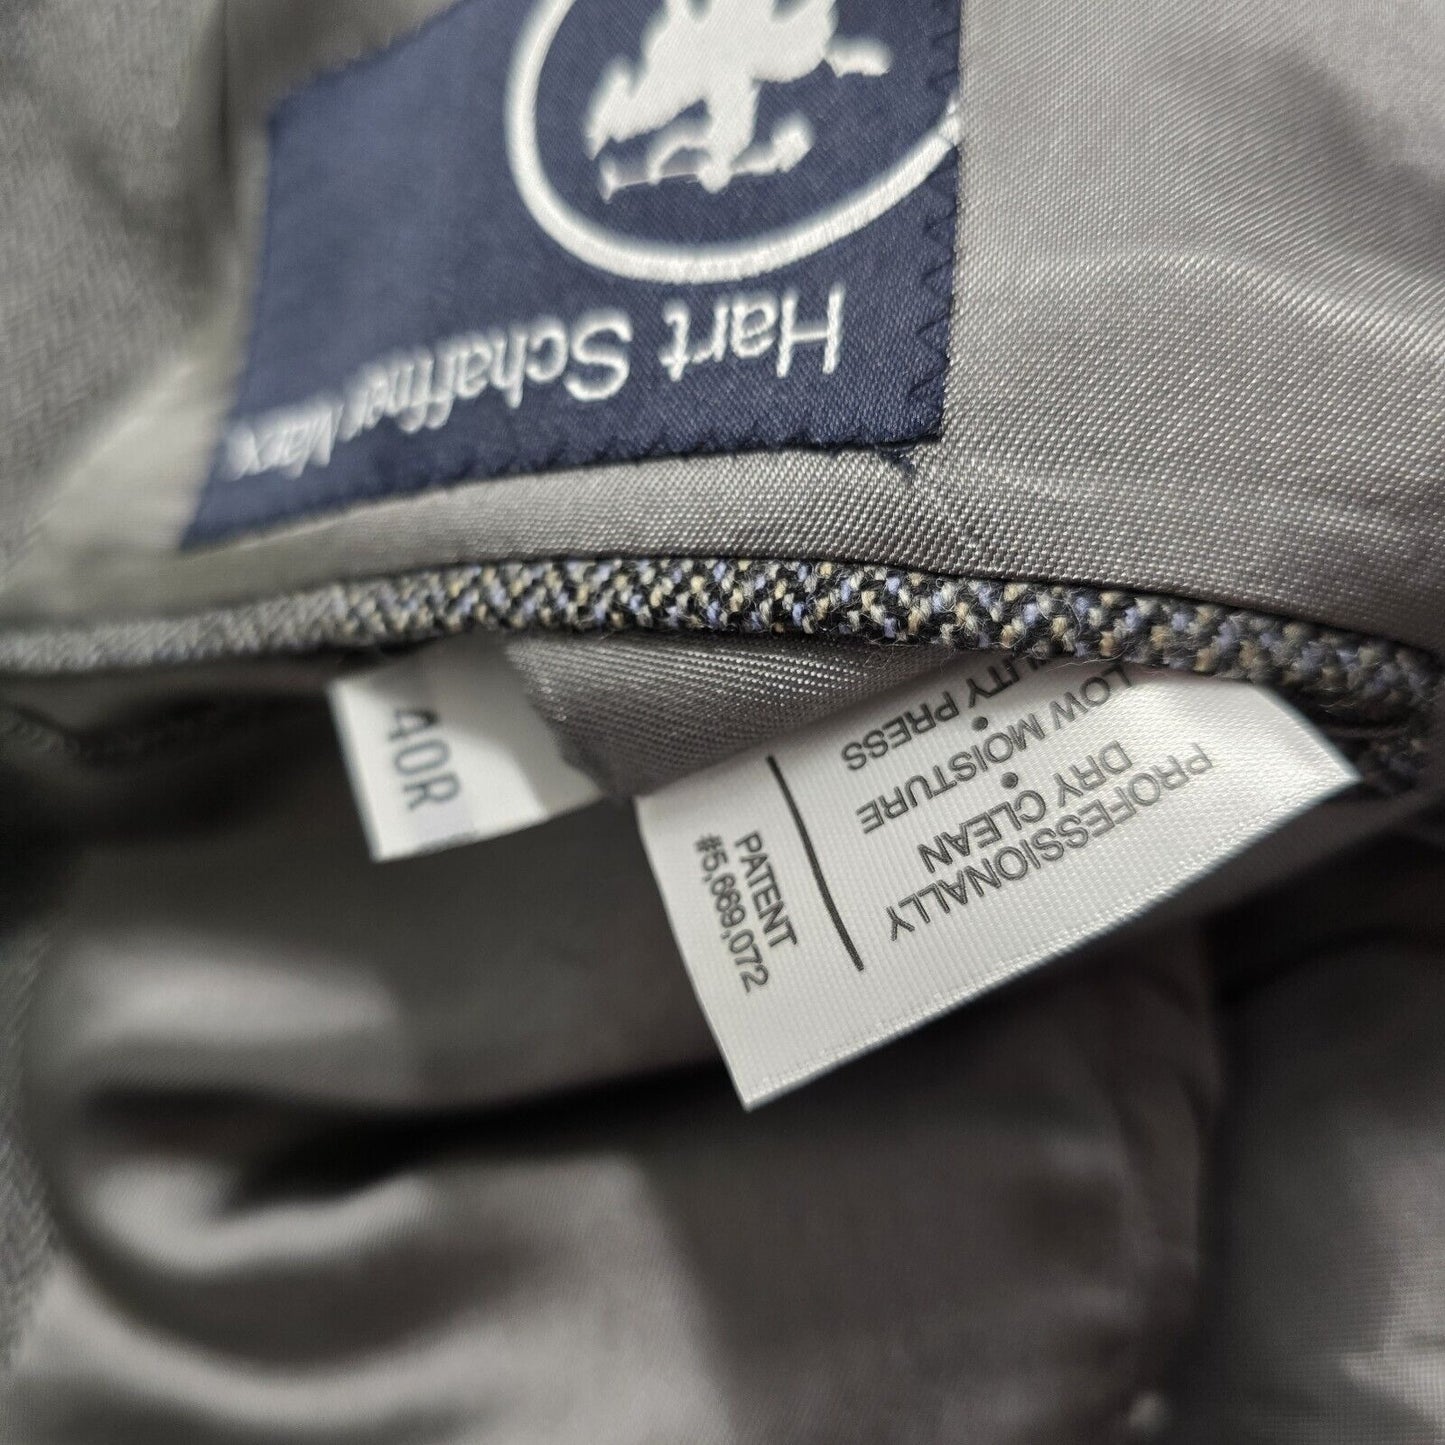 Hart Schaffner Marx
40R
PROFESSIONALLY
DRY CLEAN
•
LOW MOISTURE
•
PRESS
PATENT
#5,669,072